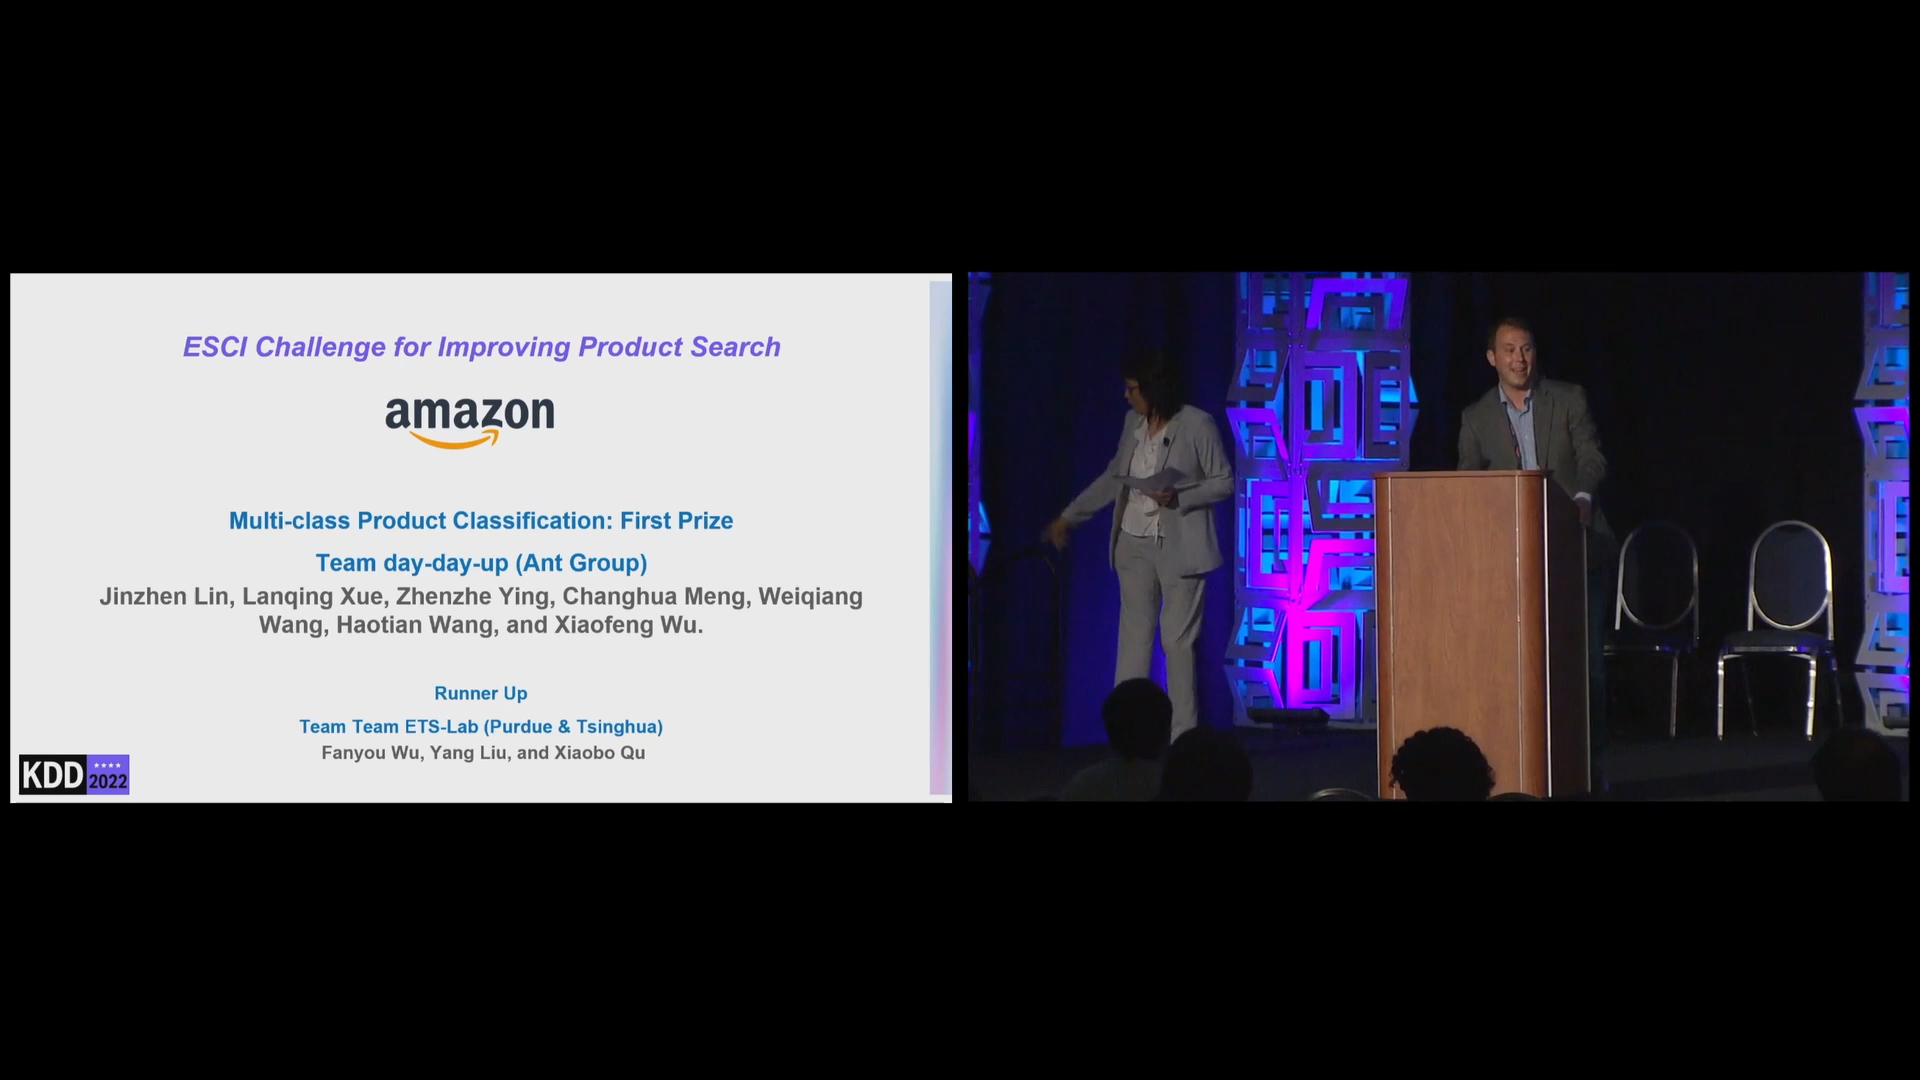 ESCI Challenge for Improving Product Search
amazon
Multi-class Product Classification: First Prize
Team day-day-up (Ant Group)
Jinzhen Lin, Lanqing Xue, Zhenzhe Ying, Changhua Meng, Weiqiang
Wang, Haotian Wang, and Xiaofeng Wu.
Runner Up
Team Team ETS-Lab (Purdue & Tsinghua)
Fanyou Wu, Yang Liu, and Xiaobo Qu
KDD 2022